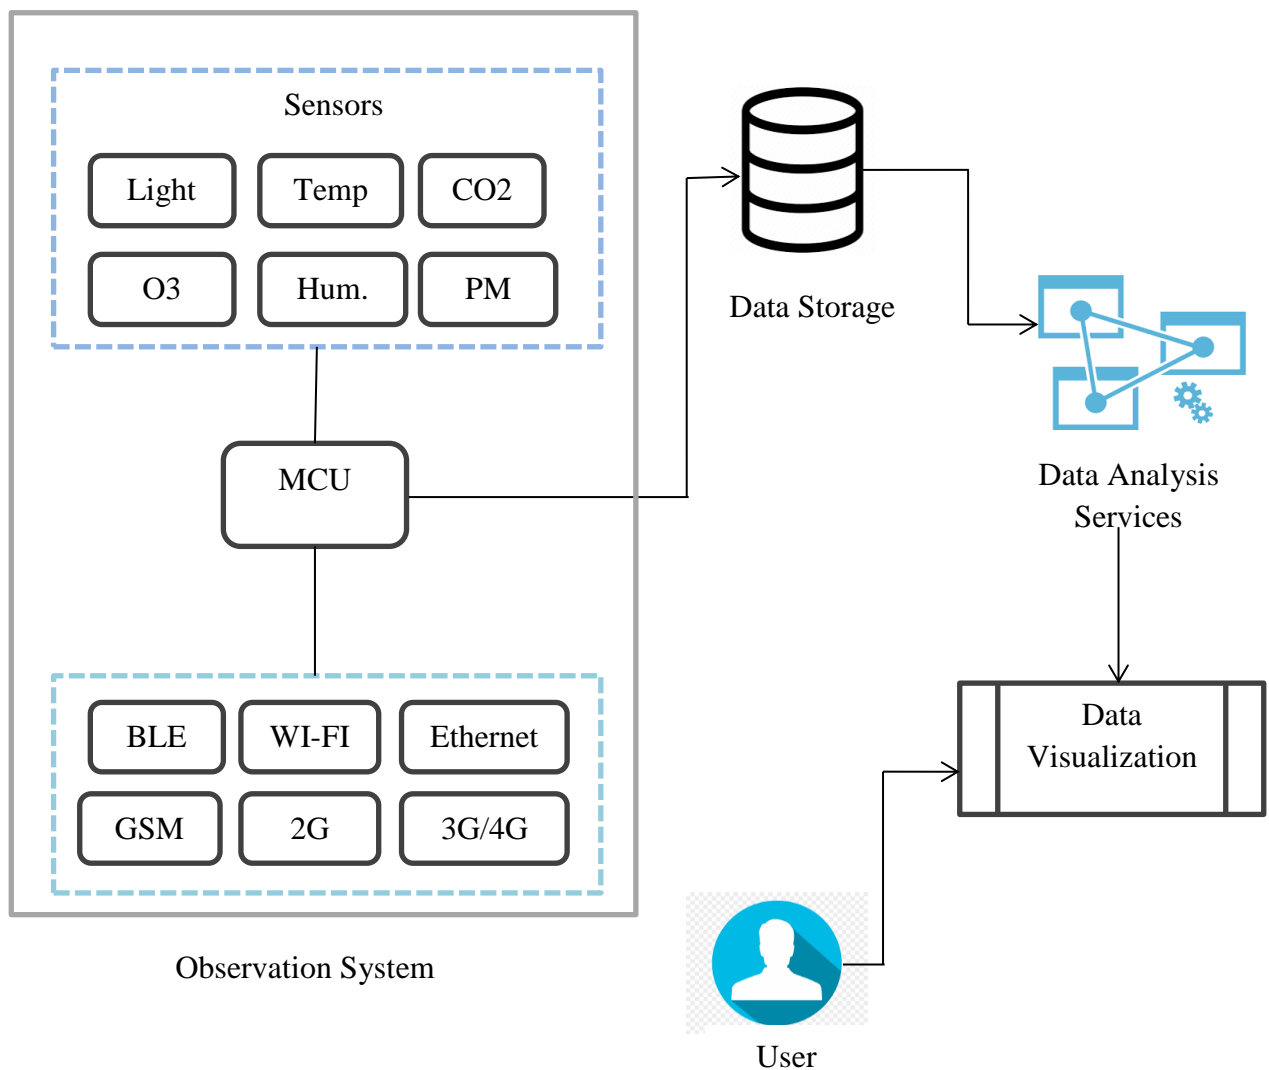 Sensors
Light
Temp
CO2
O3
Hum.
PM
MCU
BLE
WI-FI
Ethernet
GSM
2G
3G/4G
Observation System
Data Storage
Data Analysis
Services
Data
Visualization
User